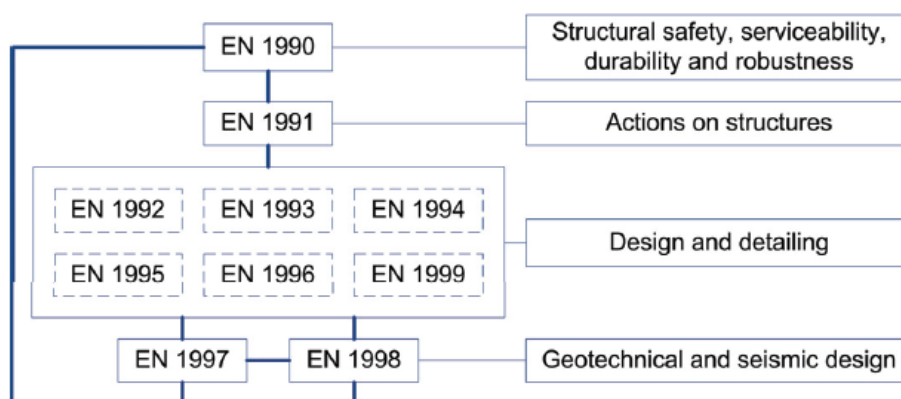 EN 1990
Structural safety, serviceability,
durability and robustness
EN 1991
Actions on structures
EN 1992
EN 1993
EN 1994
Design and detailing
EN 1995
EN 1996
EN 1999
EN 1997
EN 1998
Geotechnical and seismic design